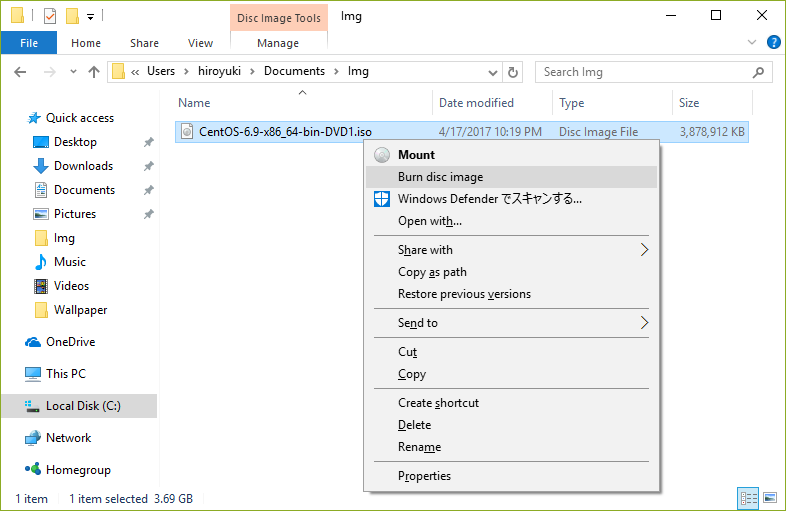 Disc Image Tools
Img
File
Home
Share
View
Manage
« Users › hiroyuki › Documents › Img
Search Img
Name
Date modified
Type
Size
CentOS-6.9-x86_64-bin-DVD1.iso
4/17/2017 10:19 PM
Disc Image File
3,878,912 KB
Quick access
Desktop
Downloads
Documents
Pictures
Img
Music
Videos
Wallpaper
OneDrive
This PC
Local Disk (C:)
Network
Homegroup
Mount
Burn disc image
Windows Defender でスキャンする...
Open with...
Share with
Copy as path
Restore previous versions
Send to
Cut
Copy
Create shortcut
Delete
Rename
Properties
1 item
1 item selected 3.69 GB